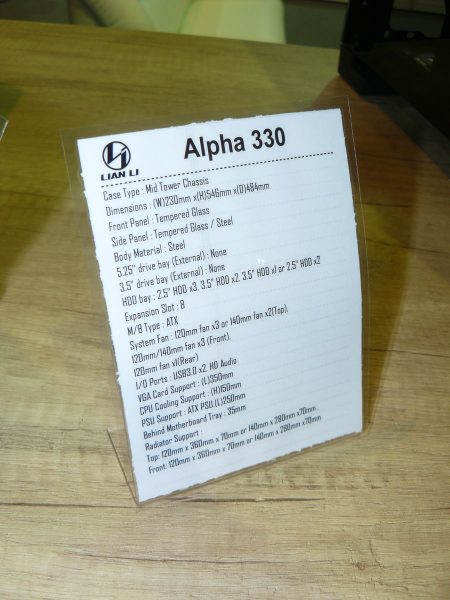 LIAN LI
Alpha 330
Case Type : Mid Tower Chassis
Dimensions : (W)230mm x(H)546mm x(D)484mm
Front Panel : Tempered Glass
Side Panel : Tempered Glass / Steel
Body Material : Steel
5.25" drive bay (External) : None
3.5" drive bay (External) : None
HDD bay : 2.5" HDD x3, 3.5" HDD x2, 3.5" HDD x1 or 2.5" HDD x2
Expansion Slot : 8
M/B Type : ATX
System Fan : 120mm fan x3 or 140mm fan x2(Top).
120mm/140mm fan x3 (Front).
120mm fan x1(Rear)
I/O Ports : USB3.0 x2, HD Audio
VGA Card Support : (L)350mm
CPU Cooling Support : (H)160mm
PSU Support : ATX PSU,(L)250mm
Behind Motherboard Tray : 35mm
Radiator Support :
Top: 120mm x 360mm x 70mm or 140mm x 280mm x70mm .
Front: 120mm x 360mm x 70mm or 140mm x 280mm x70mm